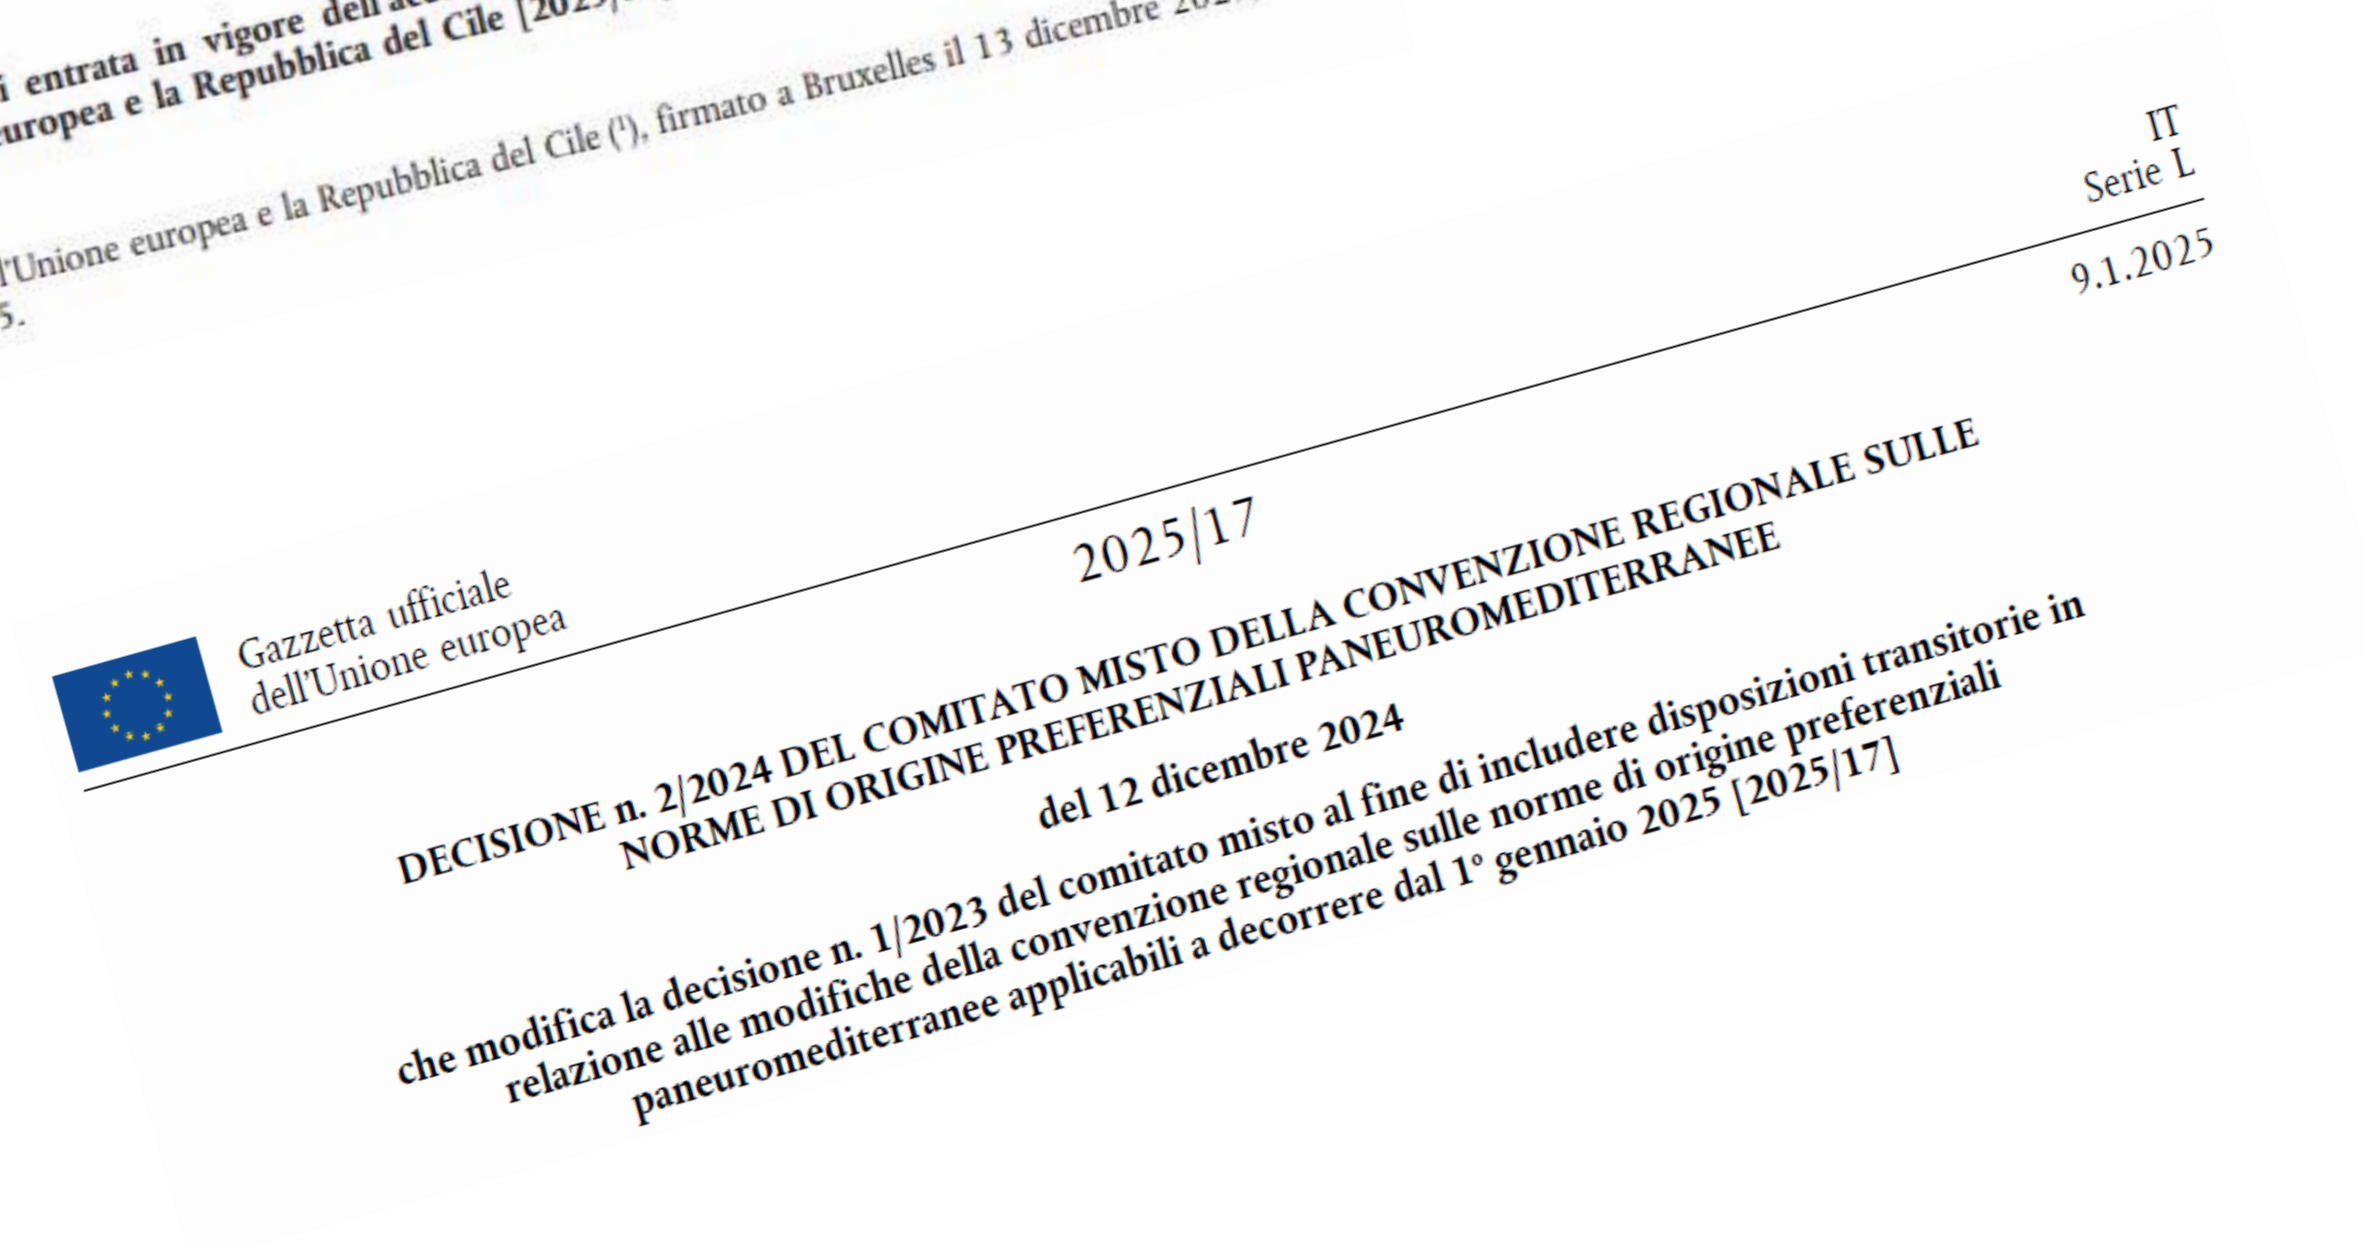 entrata in vigore
europea e la Repubblica del Cile
l'Unione europea e la Repubblica del Cile (¹), firmato a Bruxelles il 13 dicembre
5.
IT
Serie L
Gazzetta ufficiale
dell'Unione europea
9.1.2025
2025/17
DECISIONE n. 2/2024 DEL COMITATO MISTO DELLA CONVENZIONE REGIONALE SULLE
NORME DI ORIGINE PREFERENZIALI PANEUROMEDITERRANEE
del 12 dicembre 2024
che modifica la decisione n. 1/2023 del comitato misto al fine di includere disposizioni transitorie in
relazione alle modifiche della convenzione regionale sulle norme di origine preferenziali
paneuromediterranee applicabili a decorrere dal 1º gennaio 2025 [2025/17]